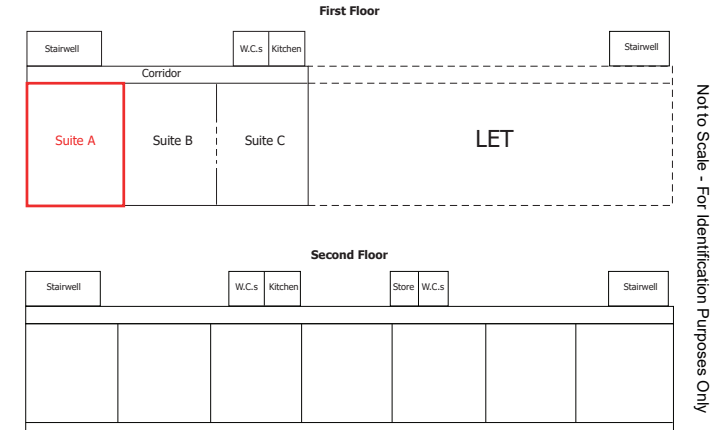 First Floor
Stairwell
W.C.s
Kitchen
Stairwell
Corridor
Suite A
Suite B
Suite C
LET
Not to Scale - For Identification Purposes Only
Second Floor
Stairwell
W.C.s
Kitchen
Store
W.C.s
Stairwell